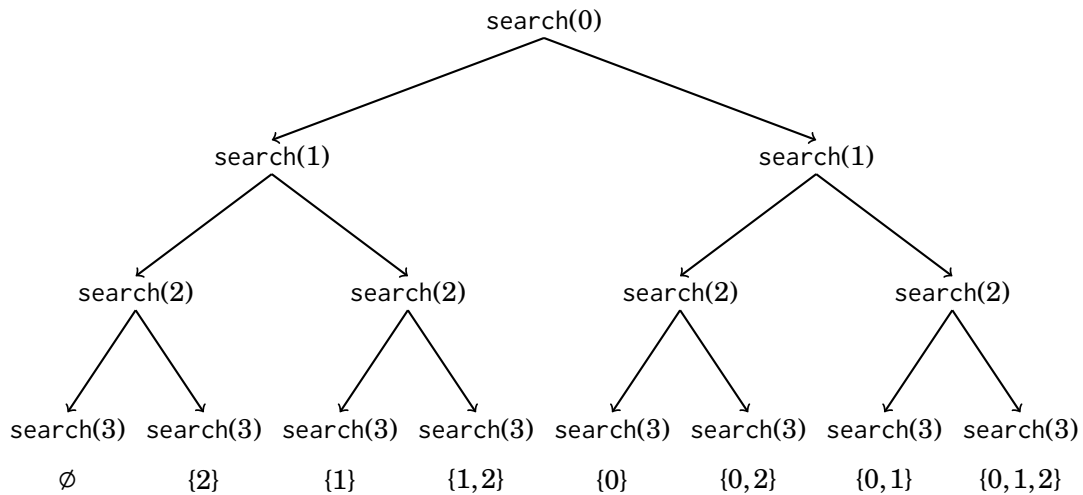 search(0)
search(1) search(1)
search(2) search(2) search(2) search(2)
search(3) search(3) search(3) search(3) search(3) search(3) search(3) search(3)
∅ {2} {1} {1,2} {0} {0,2} {0,1} {0,1,2}